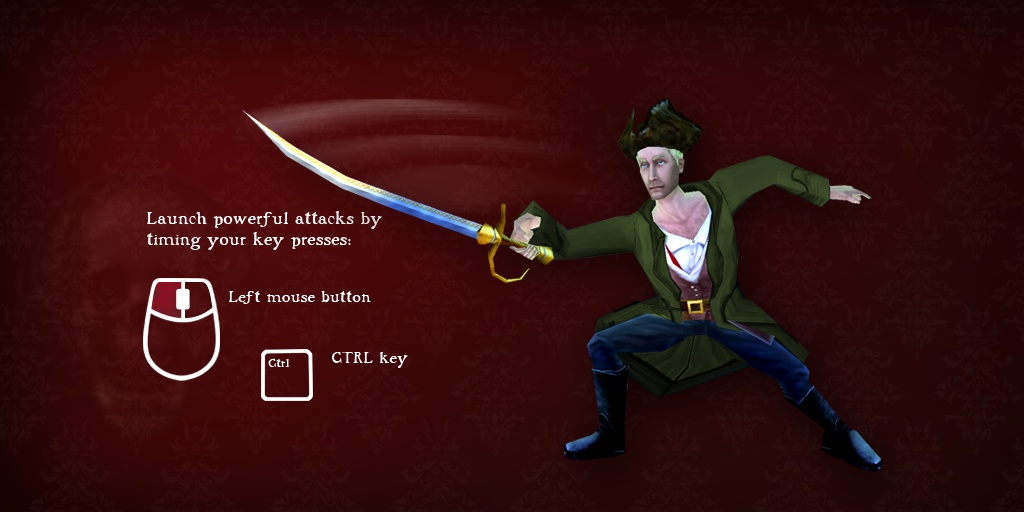 Launch powerful attacks by
timing your key presses:
Left mouse button
Ctrl
CTRL key